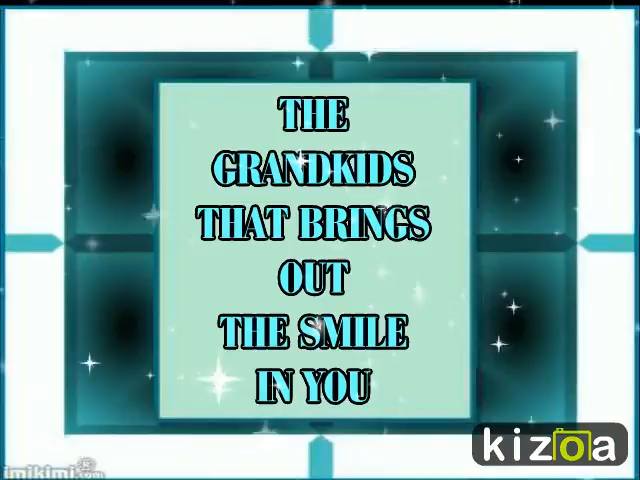 THE
GRANDKIDS
THAT BRINGS
OUT
THE SMILE
IN YOU
kizoa
imikimi.com